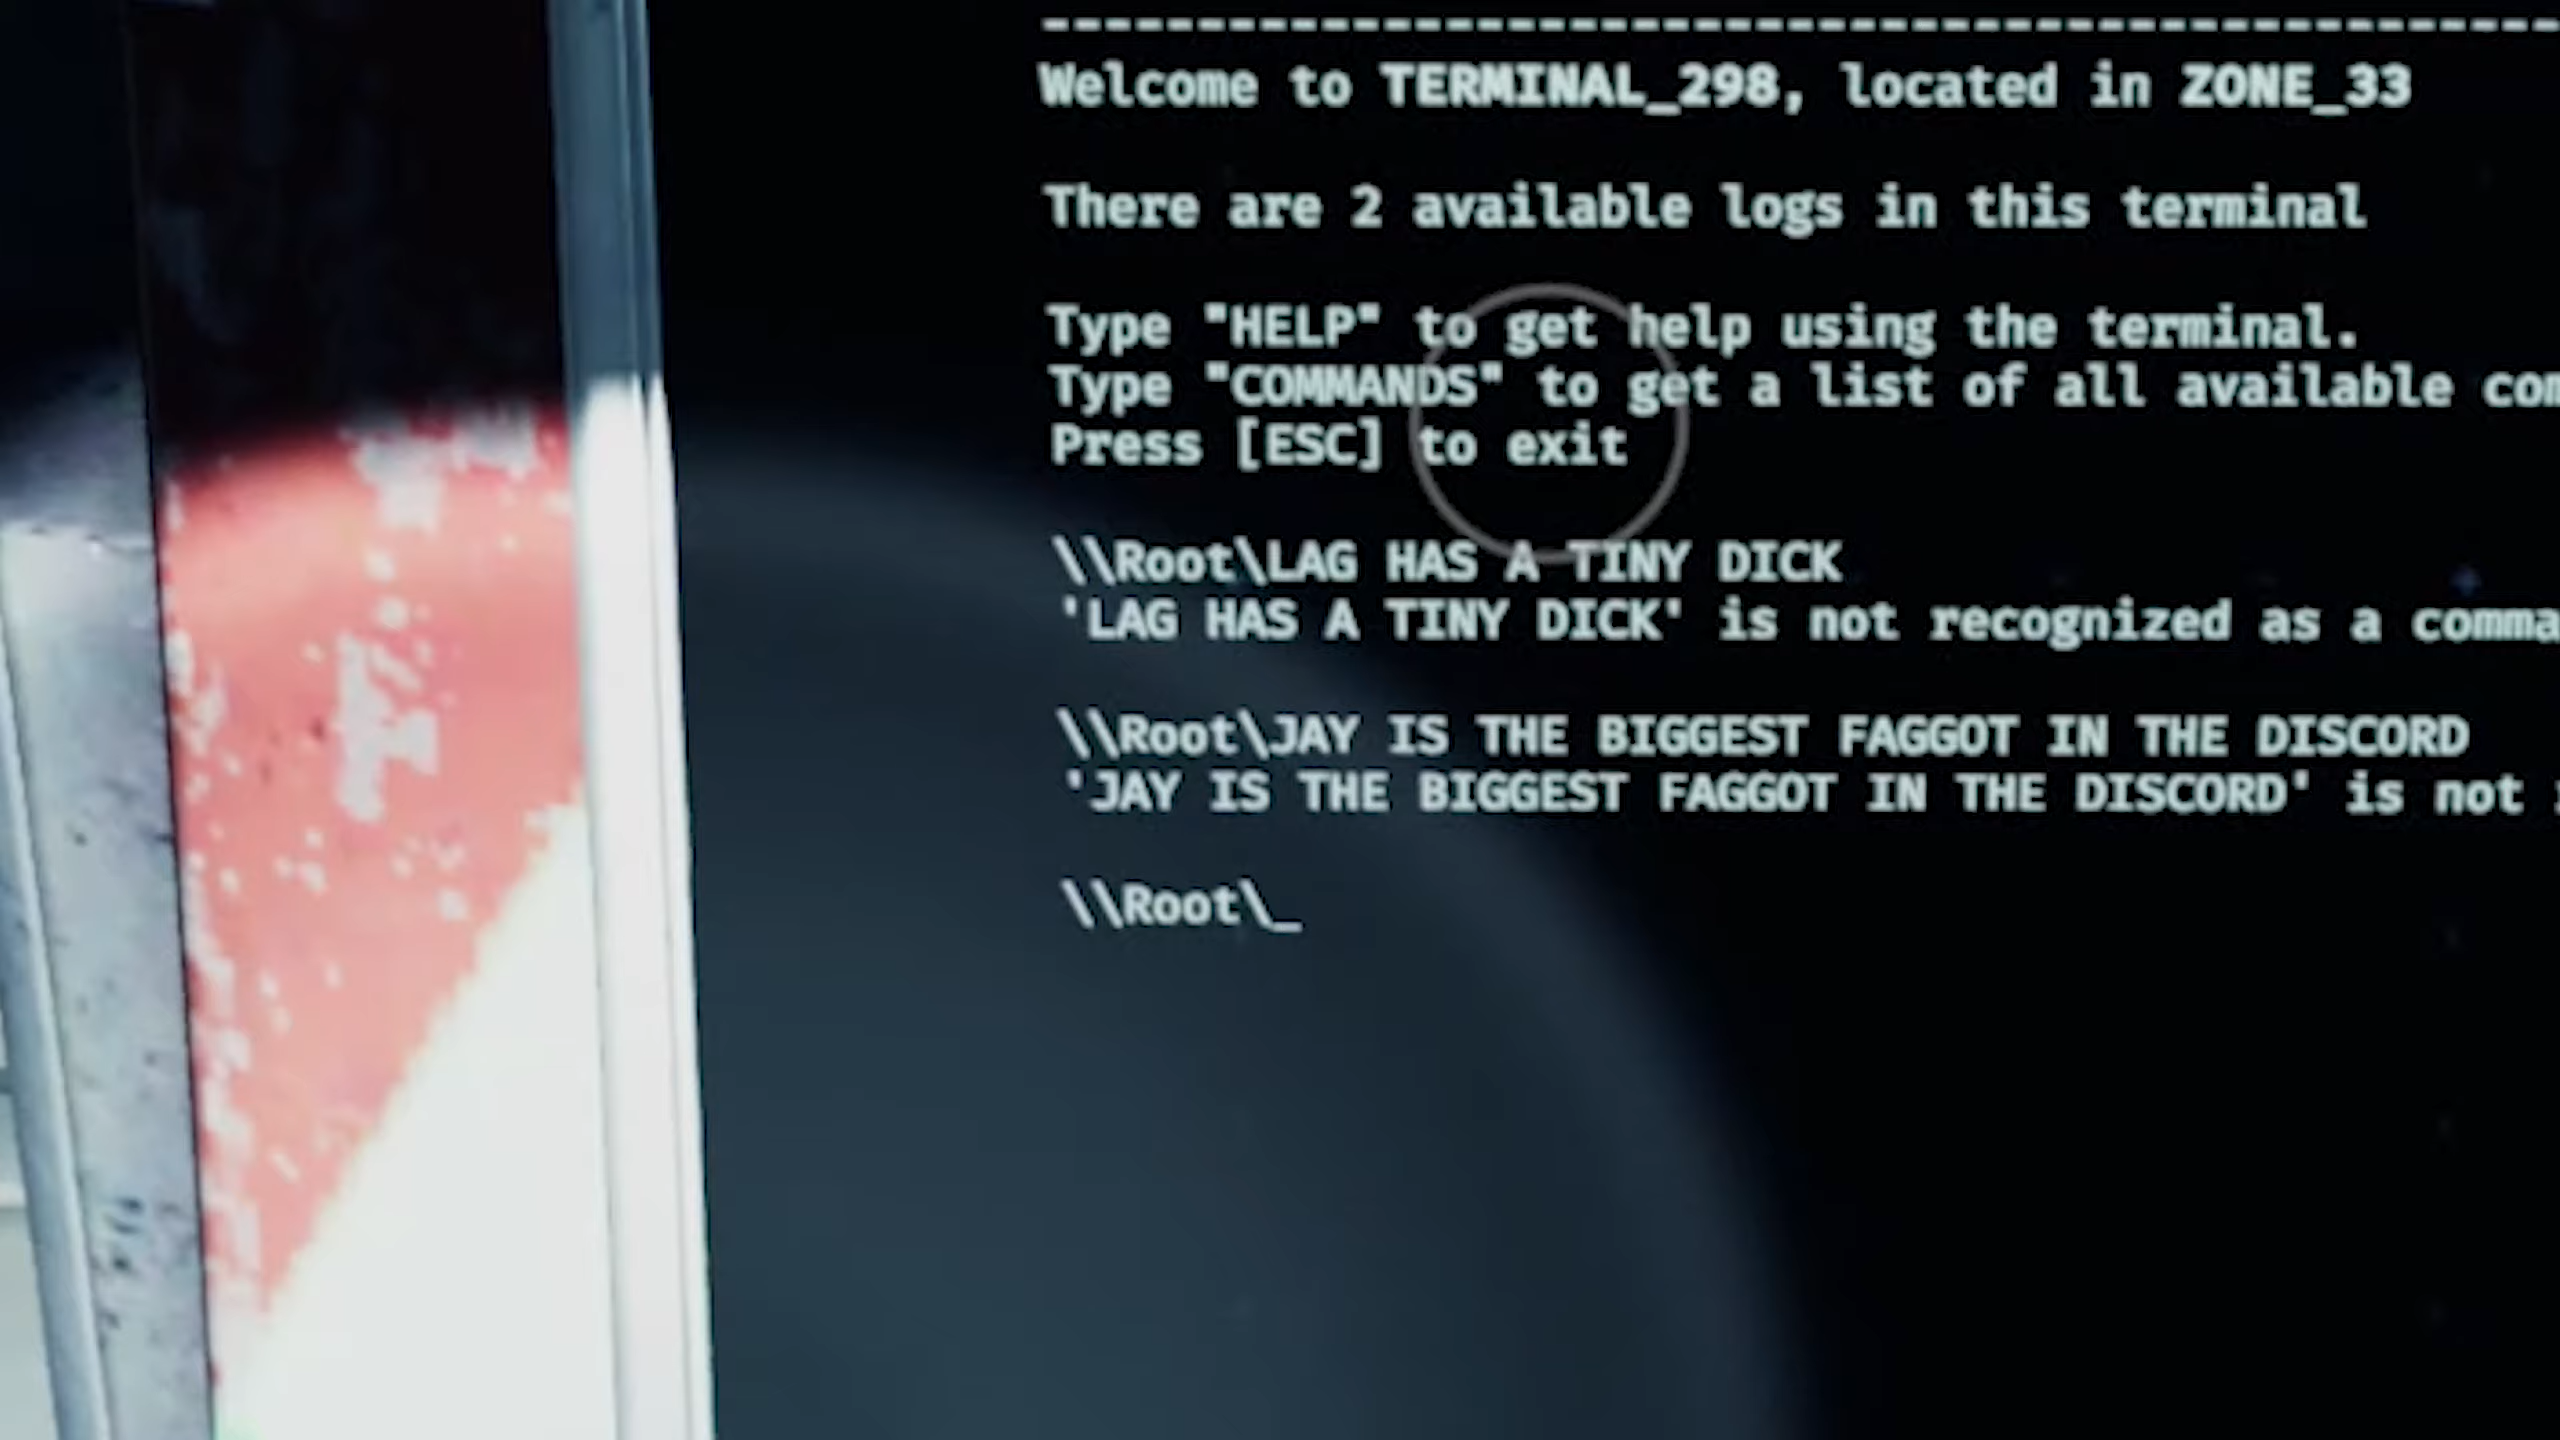 --------------------------------------------------
Welcome to TERMINAL_298, located in ZONE_33
There are 2 available logs in this terminal
Type "HELP" to get help using the terminal.
Type "COMMANDS" to get a list of all available com
Press [ESC] to exit
\\Root\LAG HAS A TINY DICK
'LAG HAS A TINY DICK' is not recognized as a comma
\\Root\JAY IS THE BIGGEST FAGGOT IN THE DISCORD
'JAY IS THE BIGGEST FAGGOT IN THE DISCORD' is not
\\Root\_